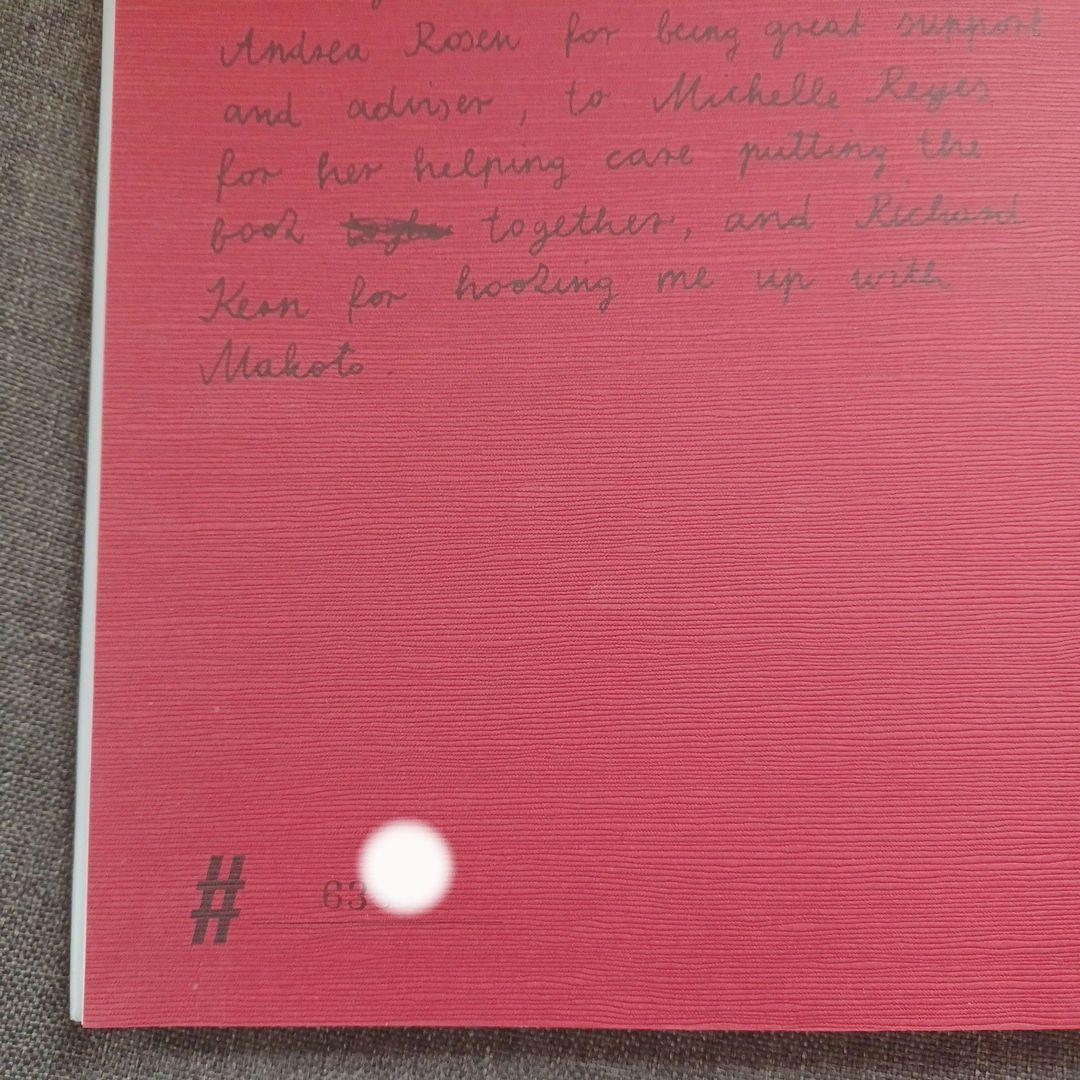 Andrea Rosen for being great support
and adviser, to Michelle Reyes
for her helping care putting the
book together, and Richard
Kern for hooking me up with
Makoto.
# 63